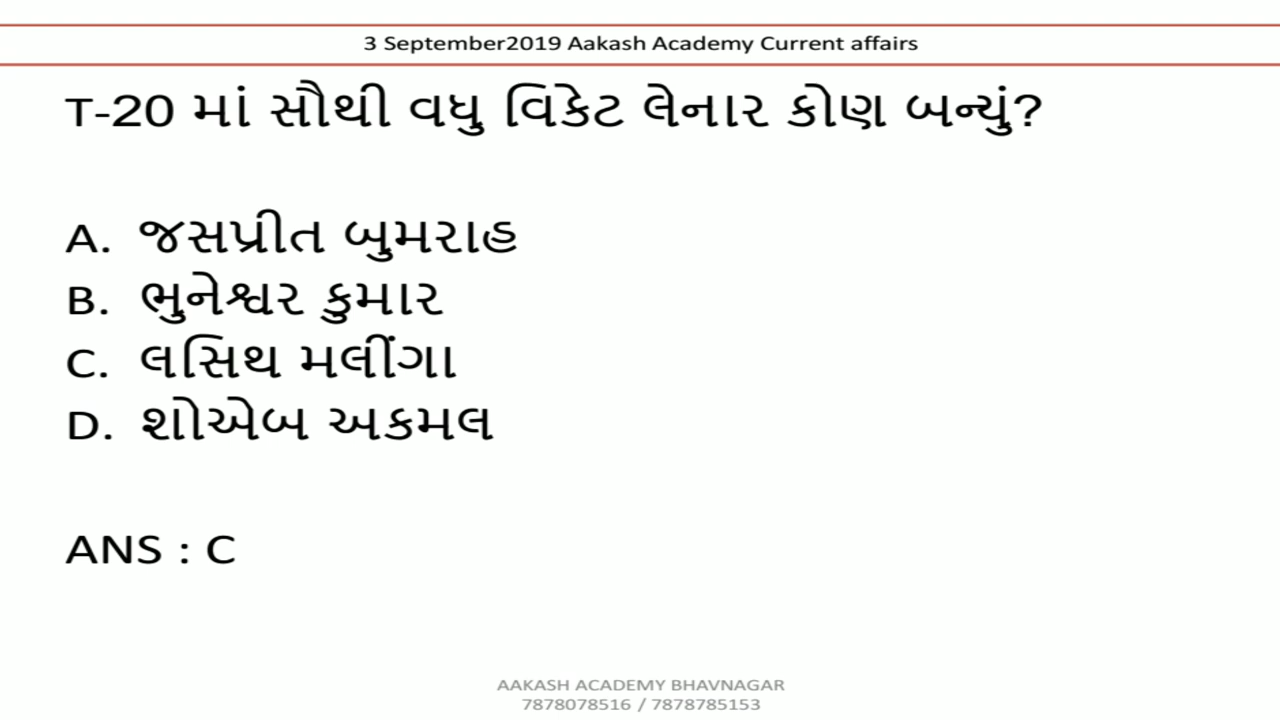 3 September2019 Aakash Academy Current affairs
T-20 માં સૌથી વધુ વિકેટ લેનાર કોણ બન્યું?
A. જસપ્રીત બુમરાહ
B. ભુનેશ્વર કુમાર
C. લસિથ મલીંગા
D. શોએબ અકમલ
ANS : C
AAKASH ACADEMY BHAVNAGAR
7878078516 / 7878785153